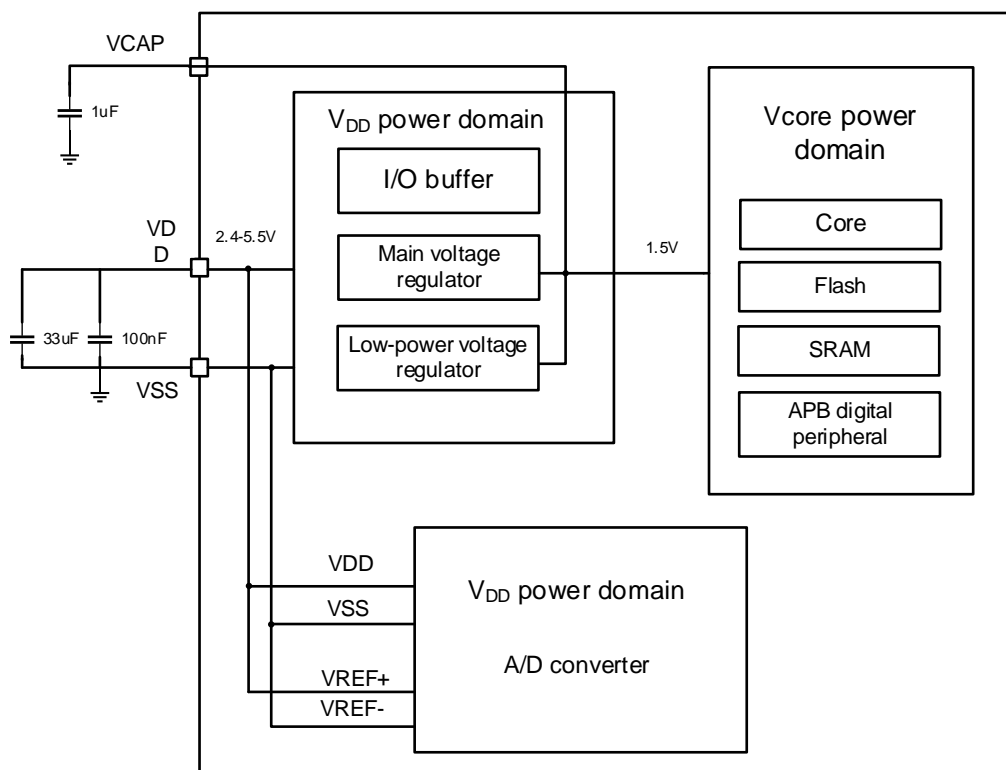 VCAP
1uF
VDD power domain
I/O buffer
Main voltage
regulator
Low-power voltage
regulator
VD
D
2.4-5.5V
33uF
100nF
VSS
1.5V
Vcore power
domain
Core
Flash
SRAM
APB digital
peripheral
VDD
VSS
VREF+
VREF-
VDD power domain
A/D converter